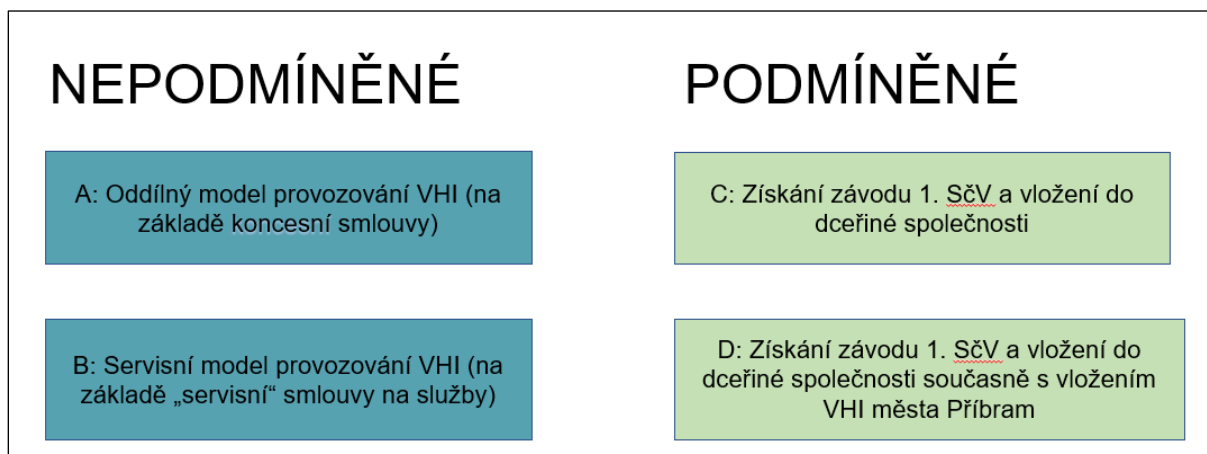 NEPODMÍNĚNÉ
A: Oddílný model provozování VHI (na
základě koncesní smlouvy)
B: Servisní model provozování VHI (na
základě „servisní“ smlouvy na služby)
PODMÍNĚNÉ
C: Získání závodu 1. SčV a vložení do
dceřiné společnosti
D: Získání závodu 1. SčV a vložení do
dceřiné společnosti současně s vložením
VHI města Příbram